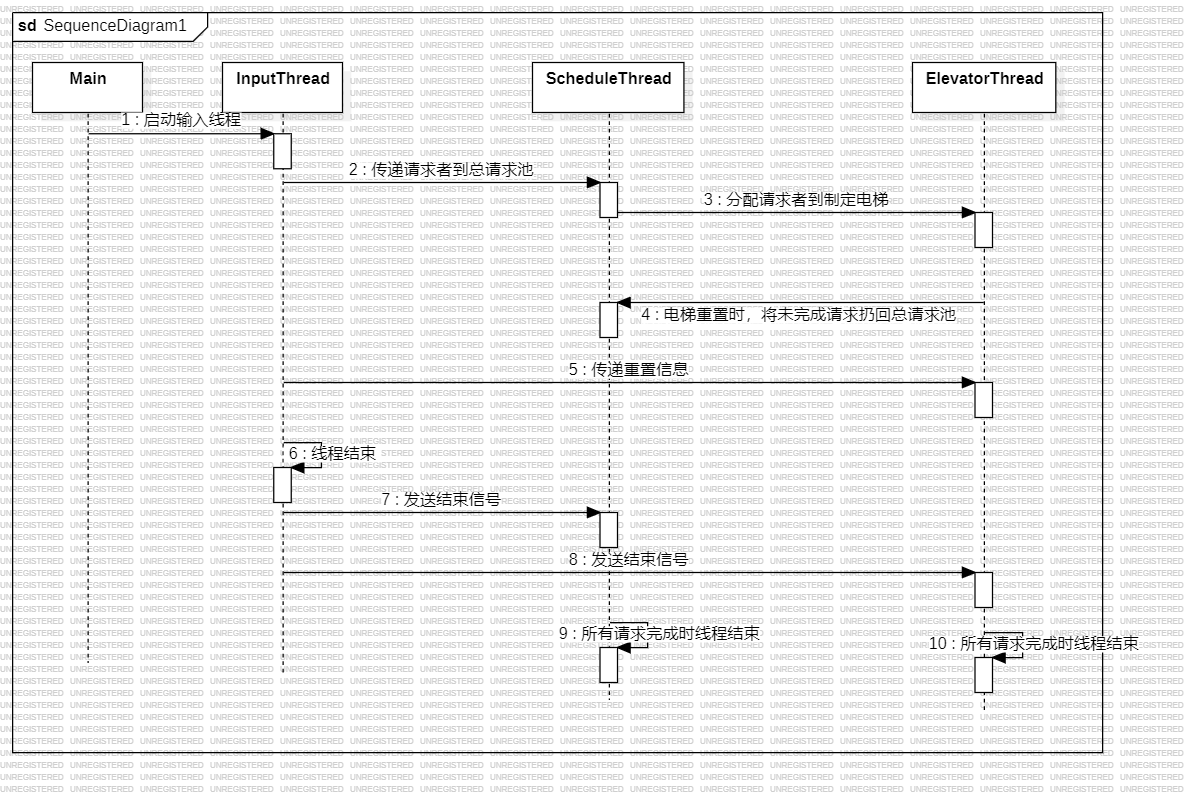 sd SequenceDiagram1
Main
InputThread
ScheduleThread
ElevatorThread
1 : 启动输入线程
2 : 传递请求者到总请求池
3 : 分配请求者到制定电梯
4 : 电梯重置时，将未完成请求扔回总请求池
5 : 传递重置信息
6 : 线程结束
7 : 发送结束信号
8 : 发送结束信号
9 : 所有请求完成时线程结束
10 : 所有请求完成时线程结束
UNREGISTERED